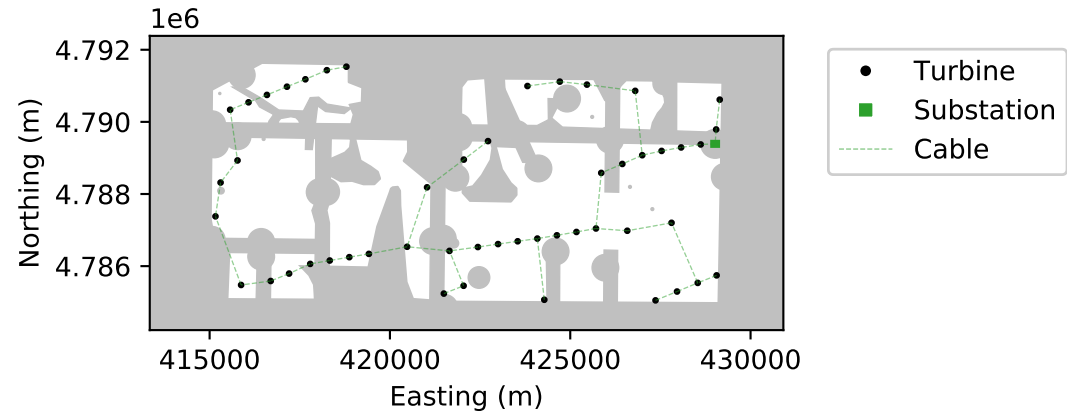 1e6
4.792
4.790
4.788
4.786
Northing (m)
415000 420000 425000 430000
Easting (m)
Turbine
Substation
Cable